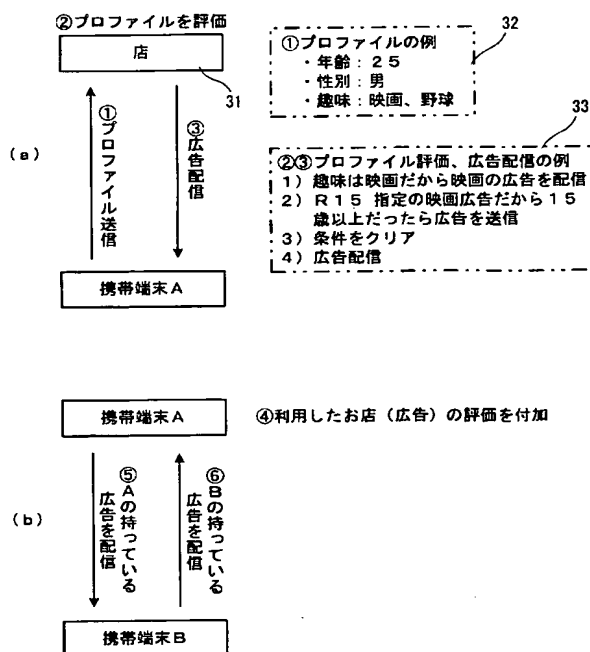 ②プロファイルを評価
店
31
(a)
①プロファイル送信
③広告配信
携帯端末A
32
①プロファイルの例
・年齢:25
・性別:男
・趣味:映画、野球
33
②③プロファイル評価、広告配信の例
1)趣味は映画だから映画の広告を配信
2)R15 指定の映画広告だから15
歳以上だったら広告を送信
3)条件をクリア
4)広告配信
携帯端末A
④利用したお店(広告)の評価を付加
(b)
⑤Aの持っている
広告を配信
⑥Bの持っている
広告を配信
携帯端末B